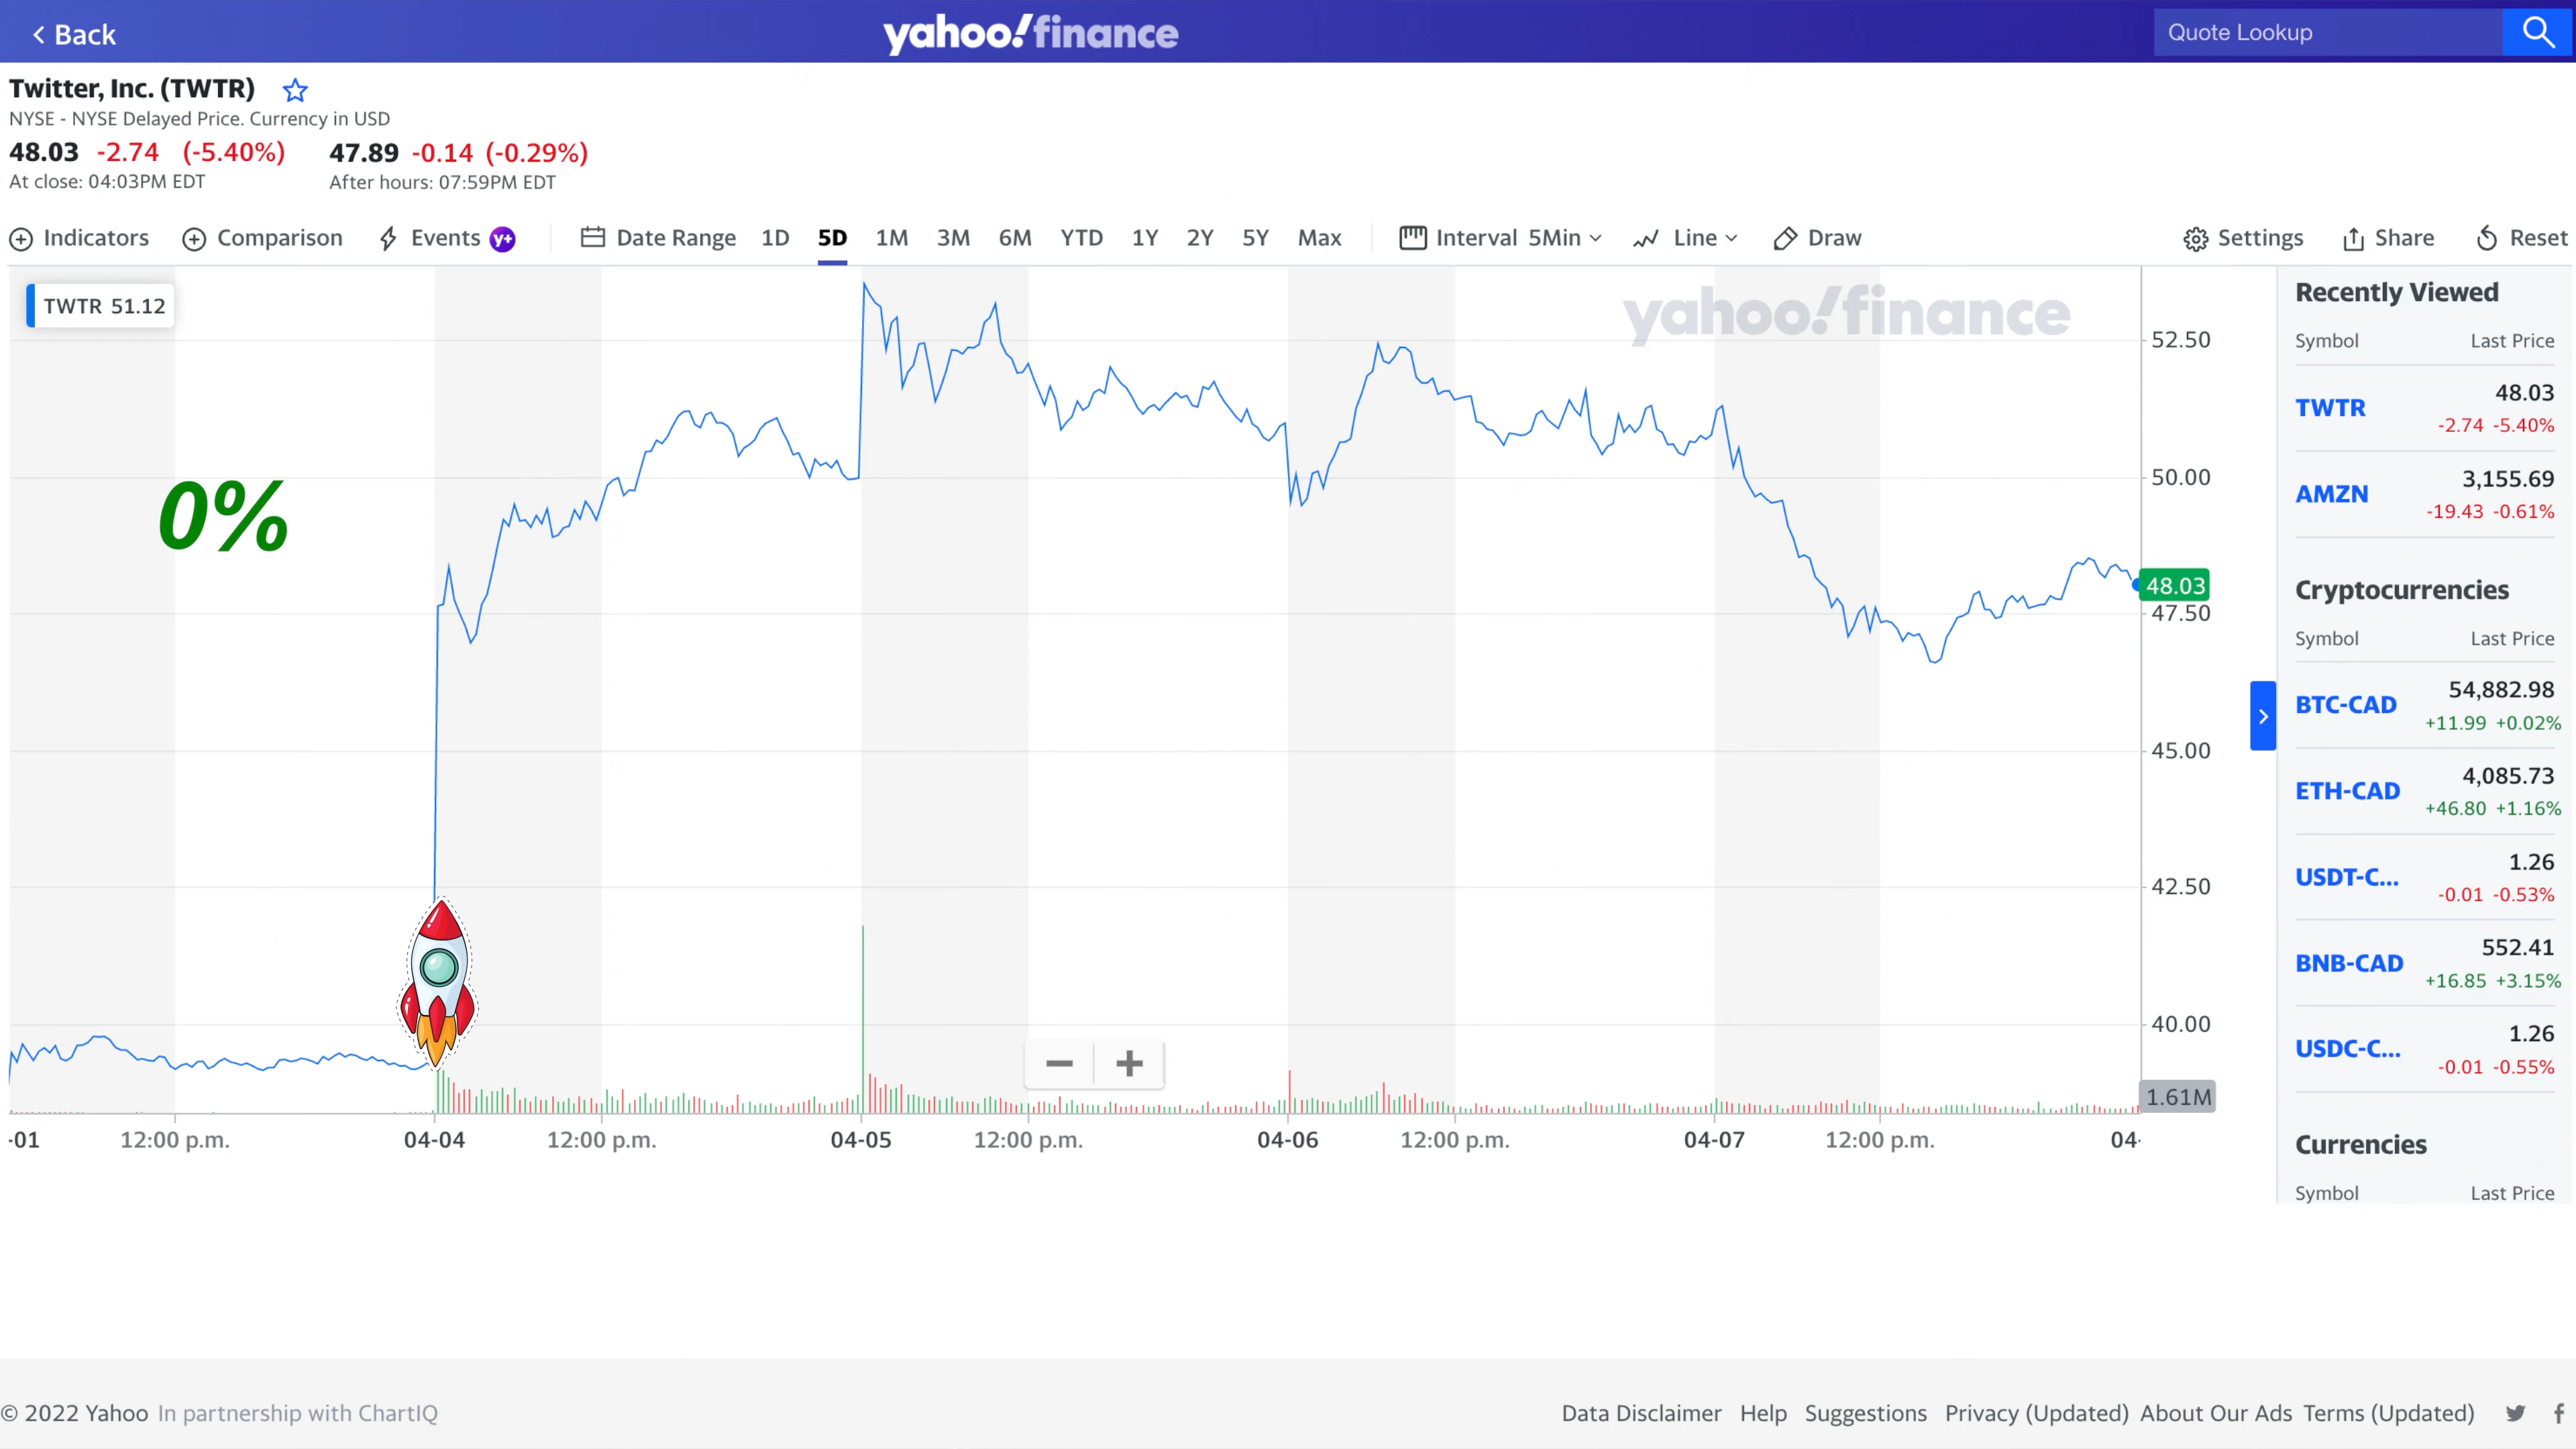 Back
yahoo!finance
Quote Lookup
Twitter, Inc. (TWTR)
NYSE - NYSE Delayed Price. Currency in USD
48.03 -2.74 (-5.40%) 47.89 -0.14 (-0.29%)
At close: 04:03PM EDT After hours: 07:59PM EDT
Indicators Comparison Events y+ Date Range 1D 5D 1M 3M 6M YTD 1Y 2Y 5Y Max Interval 5Min Line Draw Settings Share Reset
TWTR 51.12
yahoo!finance
0%
52.50
50.00
48.03
47.50
45.00
42.50
40.00
1.61M
-01 12:00 p.m. 04-04 12:00 p.m. 04-05 12:00 p.m. 04-06 12:00 p.m. 04-07 12:00 p.m. 04-
Recently Viewed
Symbol Last Price
TWTR 48.03
-2.74 -5.40%
AMZN 3,155.69
-19.43 -0.61%
Cryptocurrencies
Symbol Last Price
BTC-CAD 54,882.98
+11.99 +0.02%
ETH-CAD 4,085.73
+46.80 +1.16%
USDT-C... 1.26
-0.01 -0.53%
BNB-CAD 552.41
+16.85 +3.15%
USDC-C... 1.26
-0.01 -0.55%
Currencies
Symbol Last Price
© 2022 Yahoo In partnership with ChartIQ
Data Disclaimer Help Suggestions Privacy (Updated) About Our Ads Terms (Updated)